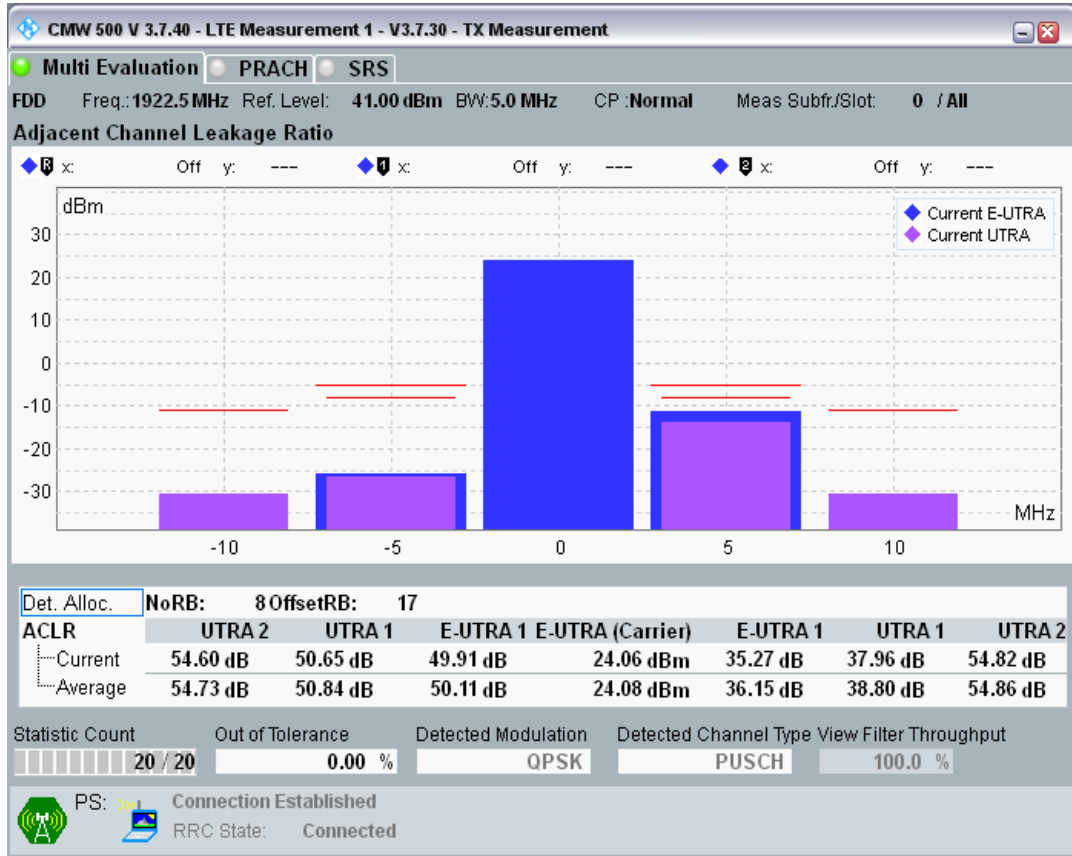 CMW 500 V 3.7.40 - LTE Measurement 1 - V3.7.30 - TX Measurement
Multi Evaluation PRACH SRS
FDD Freq.: 1922.5 MHz Ref. Level: 41.00 dBm BW: 5.0 MHz CP : Normal Meas Subfr./Slot: 0 / All
Adjacent Channel Leakage Ratio
R x: Off y: --- 1 x: Off y: --- 2 x: Off y: ---
dBm
Current E-UTRA
Current UTRA
30
20
10
0
-10
-20
-30
MHz
-10 -5 0 5 10
Det. Alloc. NoRB: 8 OffsetRB: 17
ACLR UTRA 2 UTRA 1 E-UTRA 1 E-UTRA (Carrier) E-UTRA 1 UTRA 1 UTRA 2
Current 54.60 dB 50.65 dB 49.91 dB 24.06 dBm 35.27 dB 37.96 dB 54.82 dB
Average 54.73 dB 50.84 dB 50.11 dB 24.08 dBm 36.15 dB 38.80 dB 54.86 dB
Statistic Count Out of Tolerance Detected Modulation Detected Channel Type View Filter Throughput
20 / 20 0.00 % QPSK PUSCH 100.0 %
PS: Connection Established
RRC State: Connected